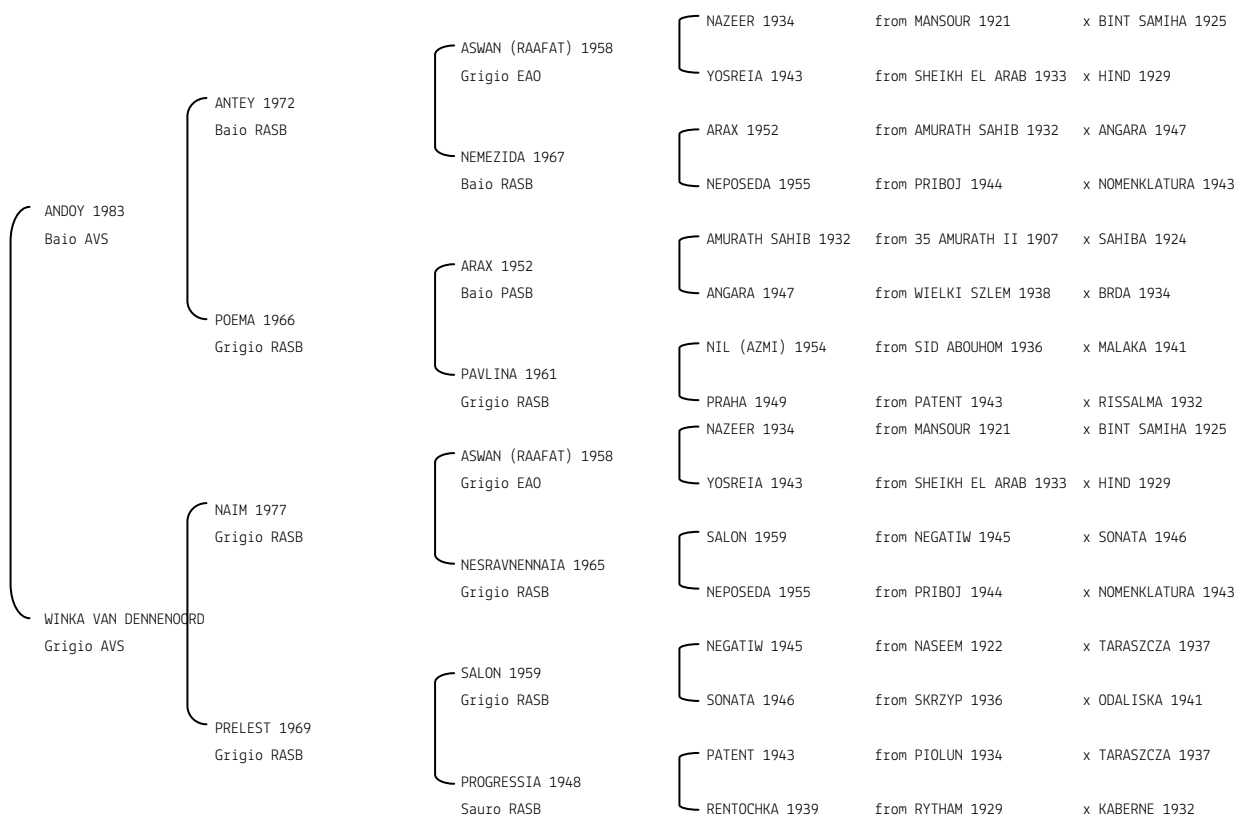 NAZEER 1934 from MANSOUR 1921 x BINT SAMIHA 1925
ASWAN (RAAFAT) 1958
Grigio EAO YOSREIA 1943 from SHEIKH EL ARAB 1933 x HIND 1929
ANTEY 1972
Baio RASB ARAX 1952 from AMURATH SAHIB 1932 x ANGARA 1947
NEMEZIDA 1967
Baio RASB NEPOSEDA 1955 from PRIBOJ 1944 x NOMENKLATURA 1943
ANDOY 1983
Baio AVS AMURATH SAHIB 1932 from 35 AMURATH II 1907 x SAHIBA 1924
ARAX 1952
Baio PASB ANGARA 1947 from WIELKI SZLEM 1938 x BRDA 1934
POEMA 1966
Grigio RASB NIL (AZMI) 1954 from SID ABOUHOM 1936 x MALAKA 1941
PAVLINA 1961
Grigio RASB PRAHA 1949 from PATENT 1943 x RISSALMA 1932
NAZEER 1934 from MANSOUR 1921 x BINT SAMIHA 1925
ASWAN (RAAFAT) 1958
Grigio EAO YOSREIA 1943 from SHEIKH EL ARAB 1933 x HIND 1929
NAIM 1977
Grigio RASB SALON 1959 from NEGATIW 1945 x SONATA 1946
NESRAVNENNAIA 1965
Grigio RASB NEPOSEDA 1955 from PRIBOJ 1944 x NOMENKLATURA 1943
WINKA VAN DENNENOORD
Grigio AVS NEGATIW 1945 from NASEEM 1922 x TARASZCZA 1937
SALON 1959
Grigio RASB SONATA 1946 from SKRZYP 1936 x ODALISKA 1941
PRELEST 1969
Grigio RASB PATENT 1943 from PIOLUN 1934 x TARASZCZA 1937
PROGRESSIA 1948
Sauro RASB RENTOCHKA 1939 from RYTHAM 1929 x KABERNE 1932